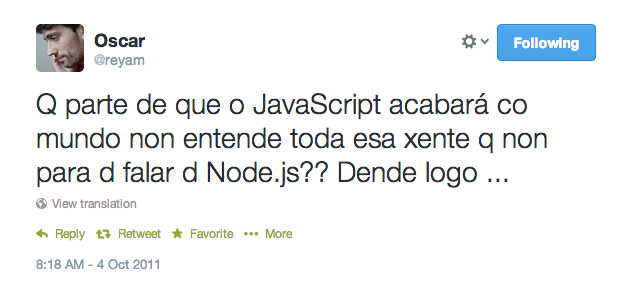 Oscar
@reyam
Following
Q parte de que o JavaScript acabará co
mundo non entende toda esa xente q non
para d falar d Node.js?? Dende logo ...
View translation
Reply Retweet Favorite More
8:18 AM - 4 Oct 2011